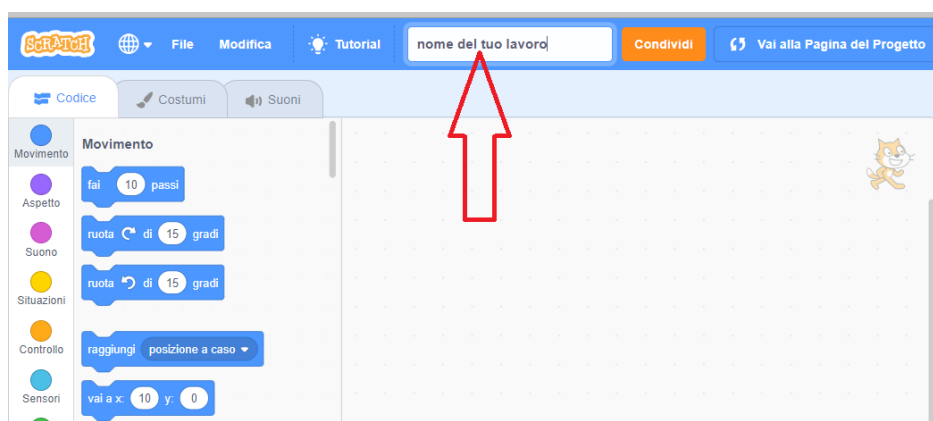 SCRATCH File Modifica Tutorial nome del tuo lavoro Condividi Vai alla Pagina del Progetto
Codice Costumi Suoni
Movimento
Aspetto
Suono
Situazioni
Controllo
Sensori
Movimento
fai 10 passi
ruota di 15 gradi
ruota di 15 gradi
raggiungi posizione a caso
vai a x: 10 y: 0